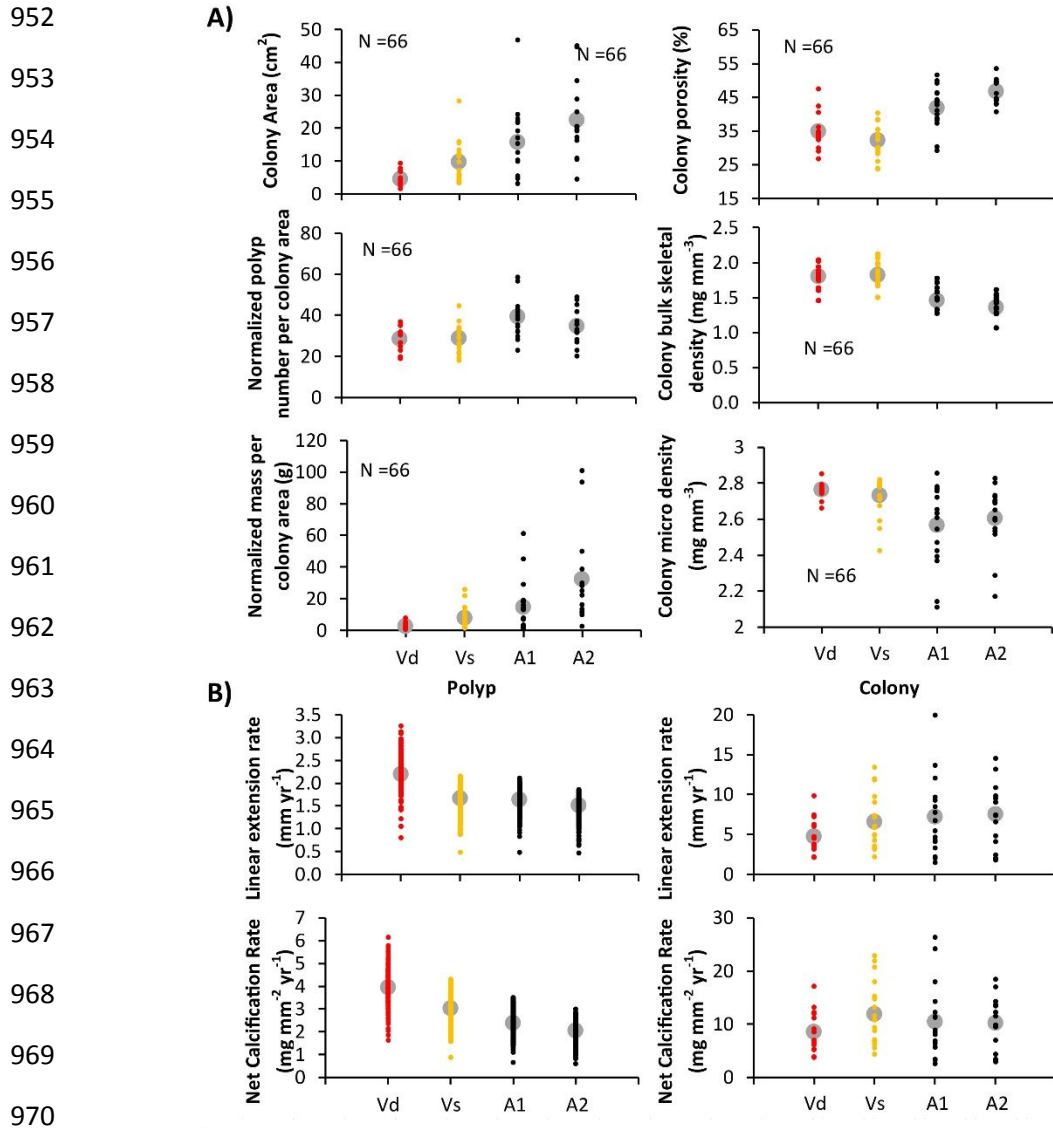 952
953
954
955
956
957
958
959
960
961
962
963
964
965
966
967
968
969
970
A)
Colony Area (cm²)
50
40
30
20
10
0
N =66
N =66
Colony porosity (%)
65
55
45
35
25
15
N =66
Normalized polyp
number per colony area
80
60
40
20
0
N =66
Colony bulk skeletal
density (mg mm⁻³)
2.5
2.0
1.5
1.0
0.5
0.0
N =66
Normalized mass per
colony area (g)
120
100
80
60
40
20
0
N =66
Vd Vs A1 A2
Colony micro density
(mg mm⁻³)
3
2.8
2.6
2.4
2.2
2
N =66
Vd Vs A1 A2
B)
Polyp
Linear extension rate
(mm yr⁻¹)
3.5
3.0
2.5
2.0
1.5
1.0
0.5
0.0
Colony
Linear extension rate
(mm yr⁻¹)
20
15
10
5
0
Net Calcification Rate
(mg mm⁻² yr⁻¹)
7
6
5
4
3
2
1
0
Vd Vs A1 A2
Net Calcification Rate
(mg mm⁻² yr⁻¹)
30
20
10
0
Vd Vs A1 A2